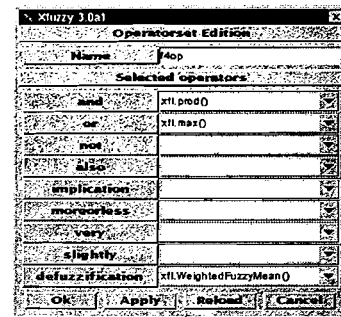 Xfuzzy 3.0a1
Operatorset Edition
Name f4op
Selected operators
and xfl.prod()
or xfl.max()
not
also
implication
moreorless
very
slightly
defuzzification xfl.WeightedFuzzyMean()
Ok Apply Reload Cancel